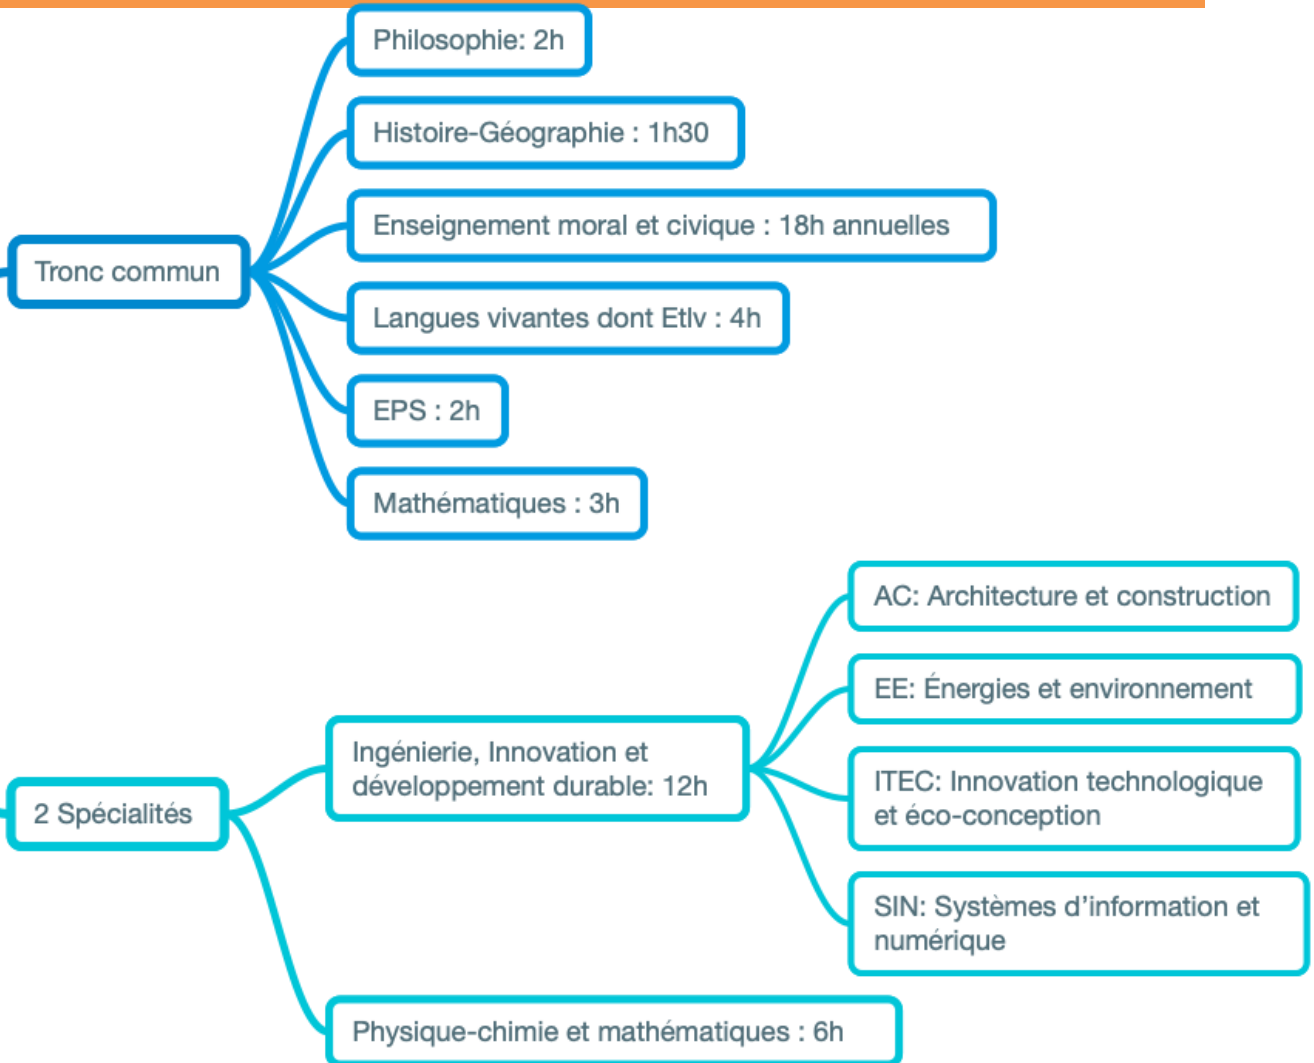 Philosophie: 2h
Histoire-Géographie : 1h30
Enseignement moral et civique : 18h annuelles
Tronc commun
Langues vivantes dont Etlv : 4h
EPS : 2h
Mathématiques : 3h
AC: Architecture et construction
EE: Énergies et environnement
Ingénierie, Innovation et
développement durable: 12h
ITEC: Innovation technologique
et éco-conception
2 Spécialités
SIN: Systèmes d'information et
numérique
Physique-chimie et mathématiques : 6h